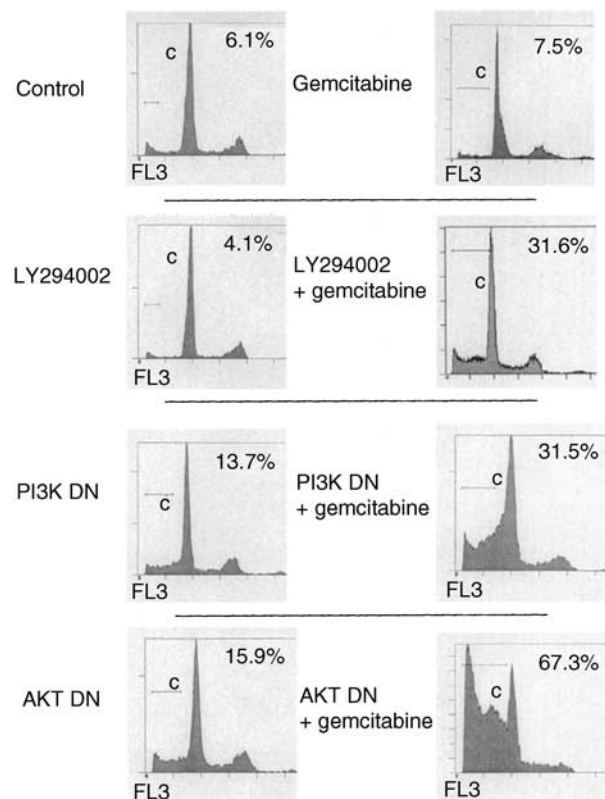 6.1%
7.5%
C
C
Control
Gemcitabine
FL3
FL3
4.1%
31.6%
C
C
LY294002
LY294002
+ gemcitabine
FL3
FL3
13.7%
31.5%
C
C
PI3K DN
PI3K DN
+ gemcitabine
FL3
FL3
15.9%
67.3%
C
C
AKT DN
AKT DN
+ gemcitabine
FL3
FL3